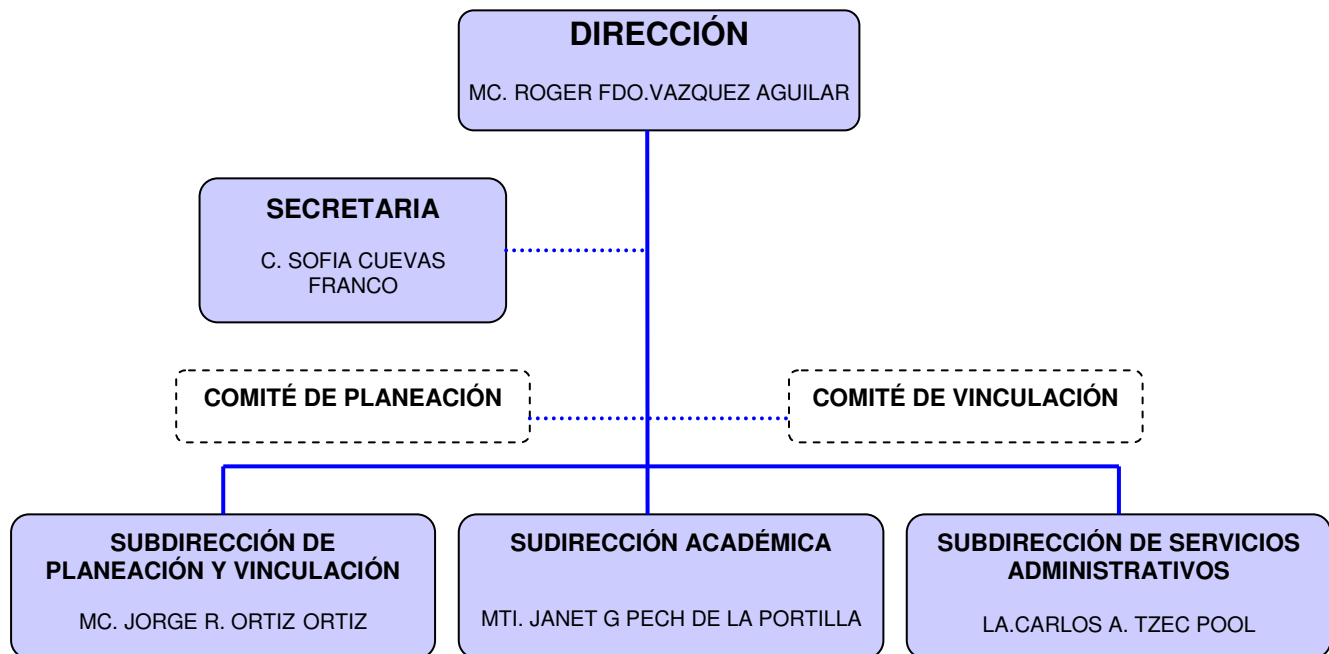 DIRECCIÓN
MC. ROGER FDO.VAZQUEZ AGUILAR
SECRETARIA
C. SOFIA CUEVAS
FRANCO
COMITÉ DE PLANEACIÓN
COMITÉ DE VINCULACIÓN
SUBDIRECCIÓN DE
PLANEACIÓN Y VINCULACIÓN
MC. JORGE R. ORTIZ ORTIZ
SUDIRECCIÓN ACADÉMICA
MTI. JANET G PECH DE LA PORTILLA
SUBDIRECCIÓN DE SERVICIOS
ADMINISTRATIVOS
LA.CARLOS A. TZEC POOL